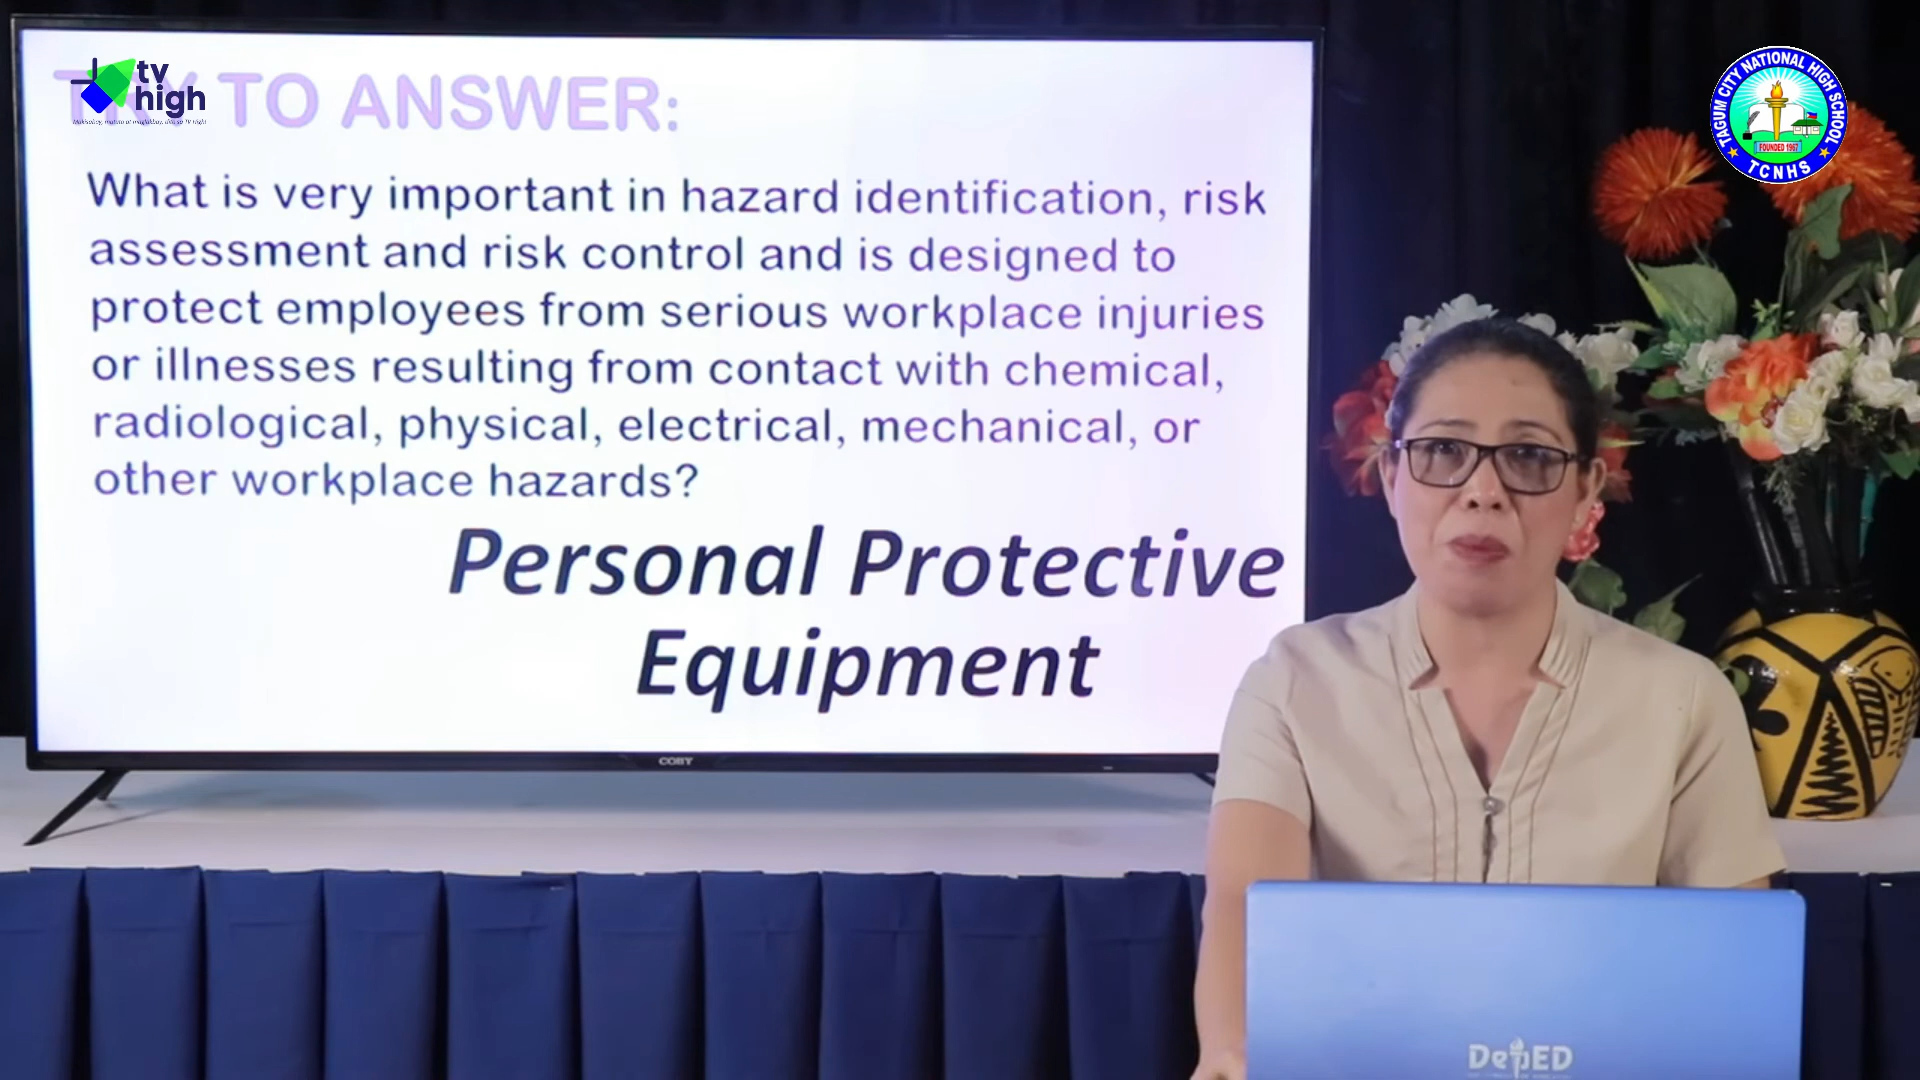 tv
high
TRY TO ANSWER:
What is very important in hazard identification, risk
assessment and risk control and is designed to
protect employees from serious workplace injuries
or illnesses resulting from contact with chemical,
radiological, physical, electrical, mechanical, or
other workplace hazards?
Personal Protective
Equipment
COBY
TAGUM CITY NATIONAL HIGH SCHOOL
FOUNDED 1967
TCNHS
DepED